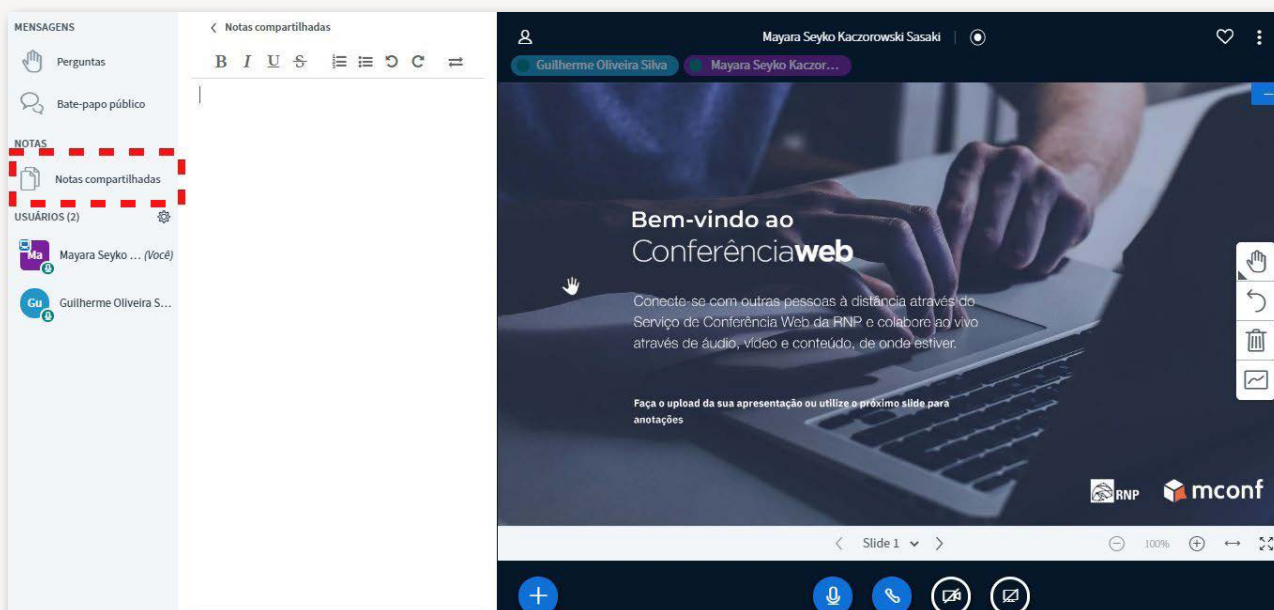 MENSAGENS
Perguntas
Bate-papo público
NOTAS
Notas compartilhadas
USUÁRIOS (2)
Ma
Mayara Seyko ... (Você)
Gu
Guilherme Oliveira S...
Notas compartilhadas
B I U S
Mayara Seyko Kaczorowski Sasaki
Guilherme Oliveira Silva
Mayara Seyko Kaczor...
Bem-vindo ao
Conferênciaweb
Conecte-se com outras pessoas à distância através do
Serviço de Conferência Web da RNP e colabore ao vivo
através de áudio, vídeo e conteúdo, de onde estiver.
Faça o upload da sua apresentação ou utilize o próximo slide para
anotações
RNP
mconf
Slide 1
100%